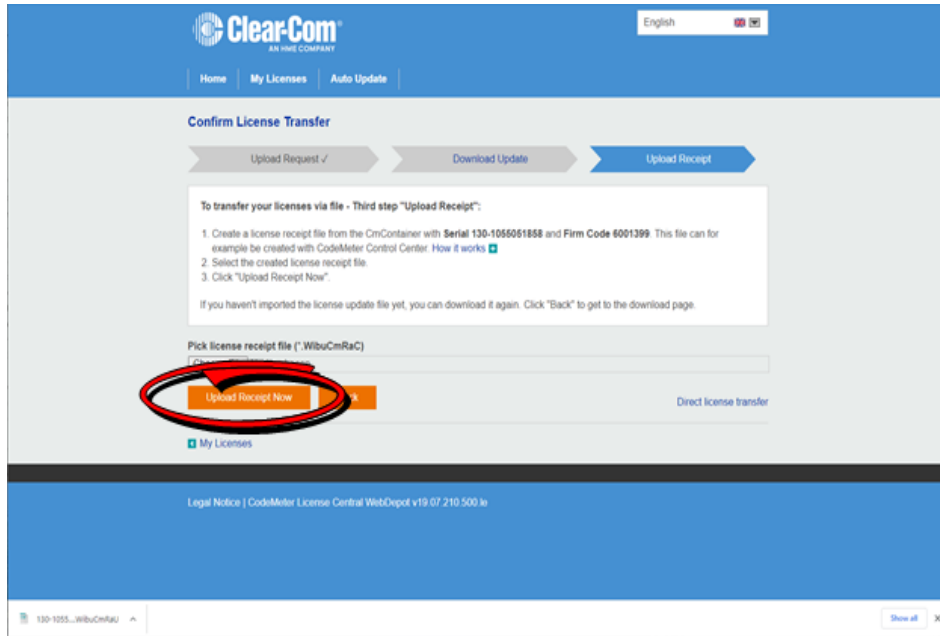 Clear-Com
AN HME COMPANY
English
Home
My Licenses
Auto Update
Confirm License Transfer
Upload Request ✓
Download Update
Upload Receipt
To transfer your licenses via file - Third step "Upload Receipt":
1. Create a license receipt file from the CmContainer with Serial 130-1055051858 and Firm Code 6001399. This file can for
example be created with CodeMeter Control Center. How it works
2. Select the created license receipt file.
3. Click "Upload Receipt Now".
If you haven't imported the license update file yet, you can download it again. Click "Back" to get to the download page.
Pick license receipt file (*.WibuCmRaC)
Upload Receipt Now
Direct license transfer
My Licenses
Legal Notice | CodeMeter License Central WebDepot v19.07.210.500.lo
130-1055...WibuCmRaU
Show all
X